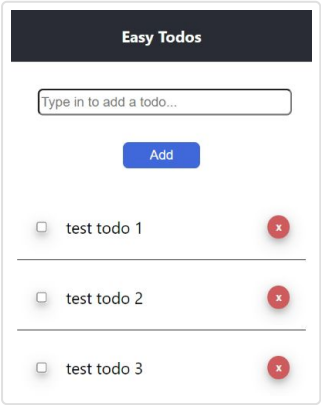 Easy Todos
Type in to add a todo...
Add
test todo 1 x
test todo 2 x
test todo 3 x